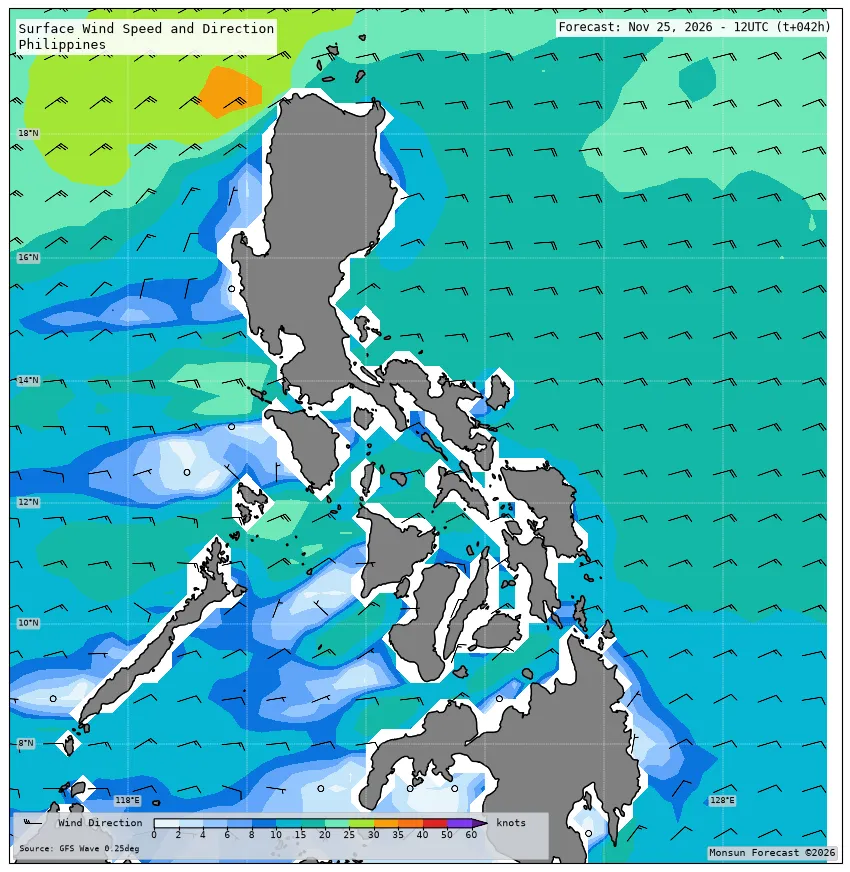 Surface Wind Speed and Direction
Philippines
Forecast: Nov 25, 2026 - 12UTC (t+042h)
18°N
16°N
14°N
12°N
10°N
8°N
118°E
128°E
Wind Direction
0 2 4 6 8 10 15 20 25 30 35 40 50 60
knots
Source: GFS Wave 0.25deg
Monsun Forecast ©2026